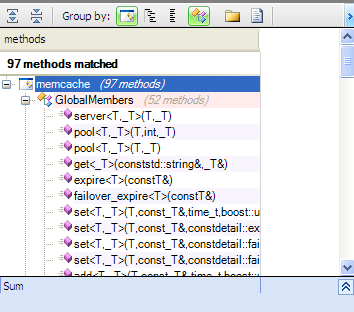 Group by:
methods
97 methods matched
memcache (97 methods)
GlobalMembers (52 methods)
server<T,_T>(T,_T)
pool<T,_T>(T,int,_T)
pool<T,_T>(T,_T)
get<_T>(conststd::string&,_T&)
expire<T>(constT&)
failover_expire<T>(constT&)
set<T,_T>(T,const_T&,time_t,boost::u
set<T,_T>(T,const_T&,constdetail::ex
set<T,_T>(T,const_T&,constdetail::fai
set<T,_T>(T,const_T&,constdetail::fail
add<T,_T>(T,const_T&,time_t,boost::
Sum